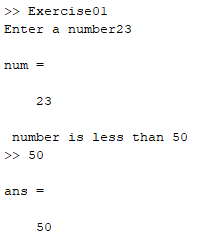 >> Exercise01
Enter a number23
num =
23
number is less than 50
>> 50
ans =
50